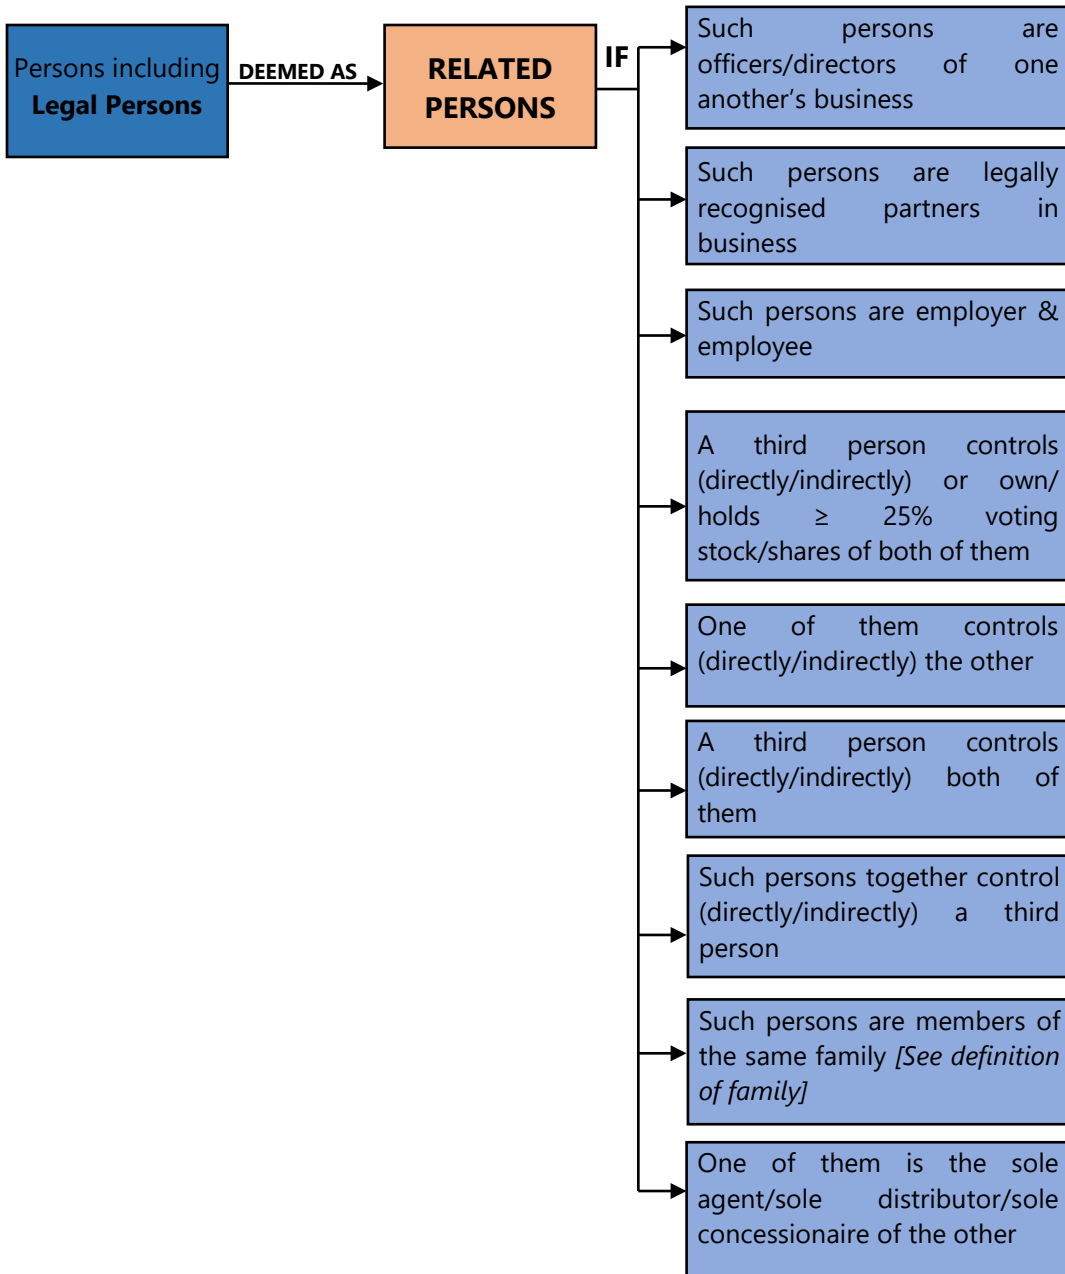 Persons including
Legal Persons
DEEMED AS
RELATED
PERSONS
IF
Such persons are
officers/directors of one
another's business
Such persons are legally
recognised partners in
business
Such persons are employer &
employee
A third person controls
(directly/indirectly) or own/
holds ≥ 25% voting
stock/shares of both of them
One of them controls
(directly/indirectly) the other
A third person controls
(directly/indirectly) both of
them
Such persons together control
(directly/indirectly) a third
person
Such persons are members of
the same family [See definition
of family]
One of them is the sole
agent/sole distributor/sole
concessionaire of the other